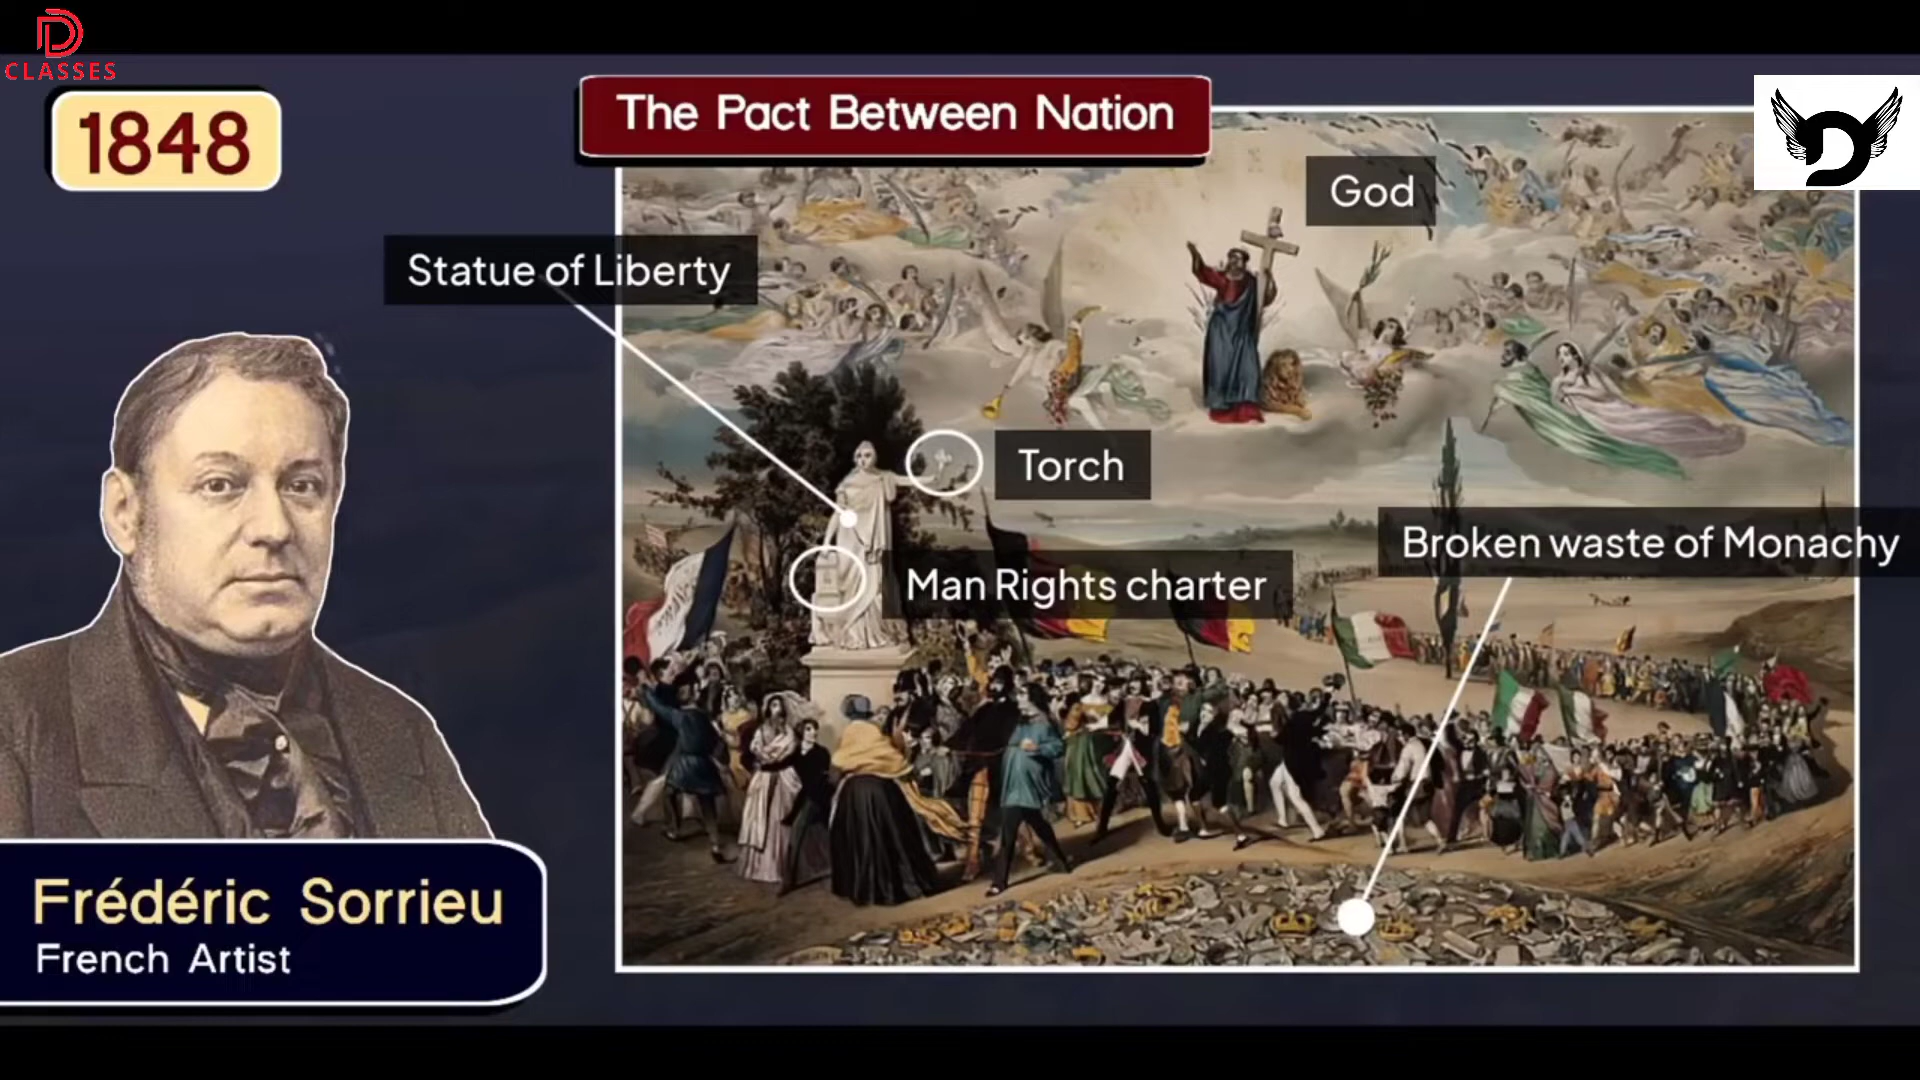 D
CLASSES
1848
The Pact Between Nation
D
God
Statue of Liberty
Torch
Broken waste of Monachy
Man Rights charter
Frédéric Sorrieu
French Artist